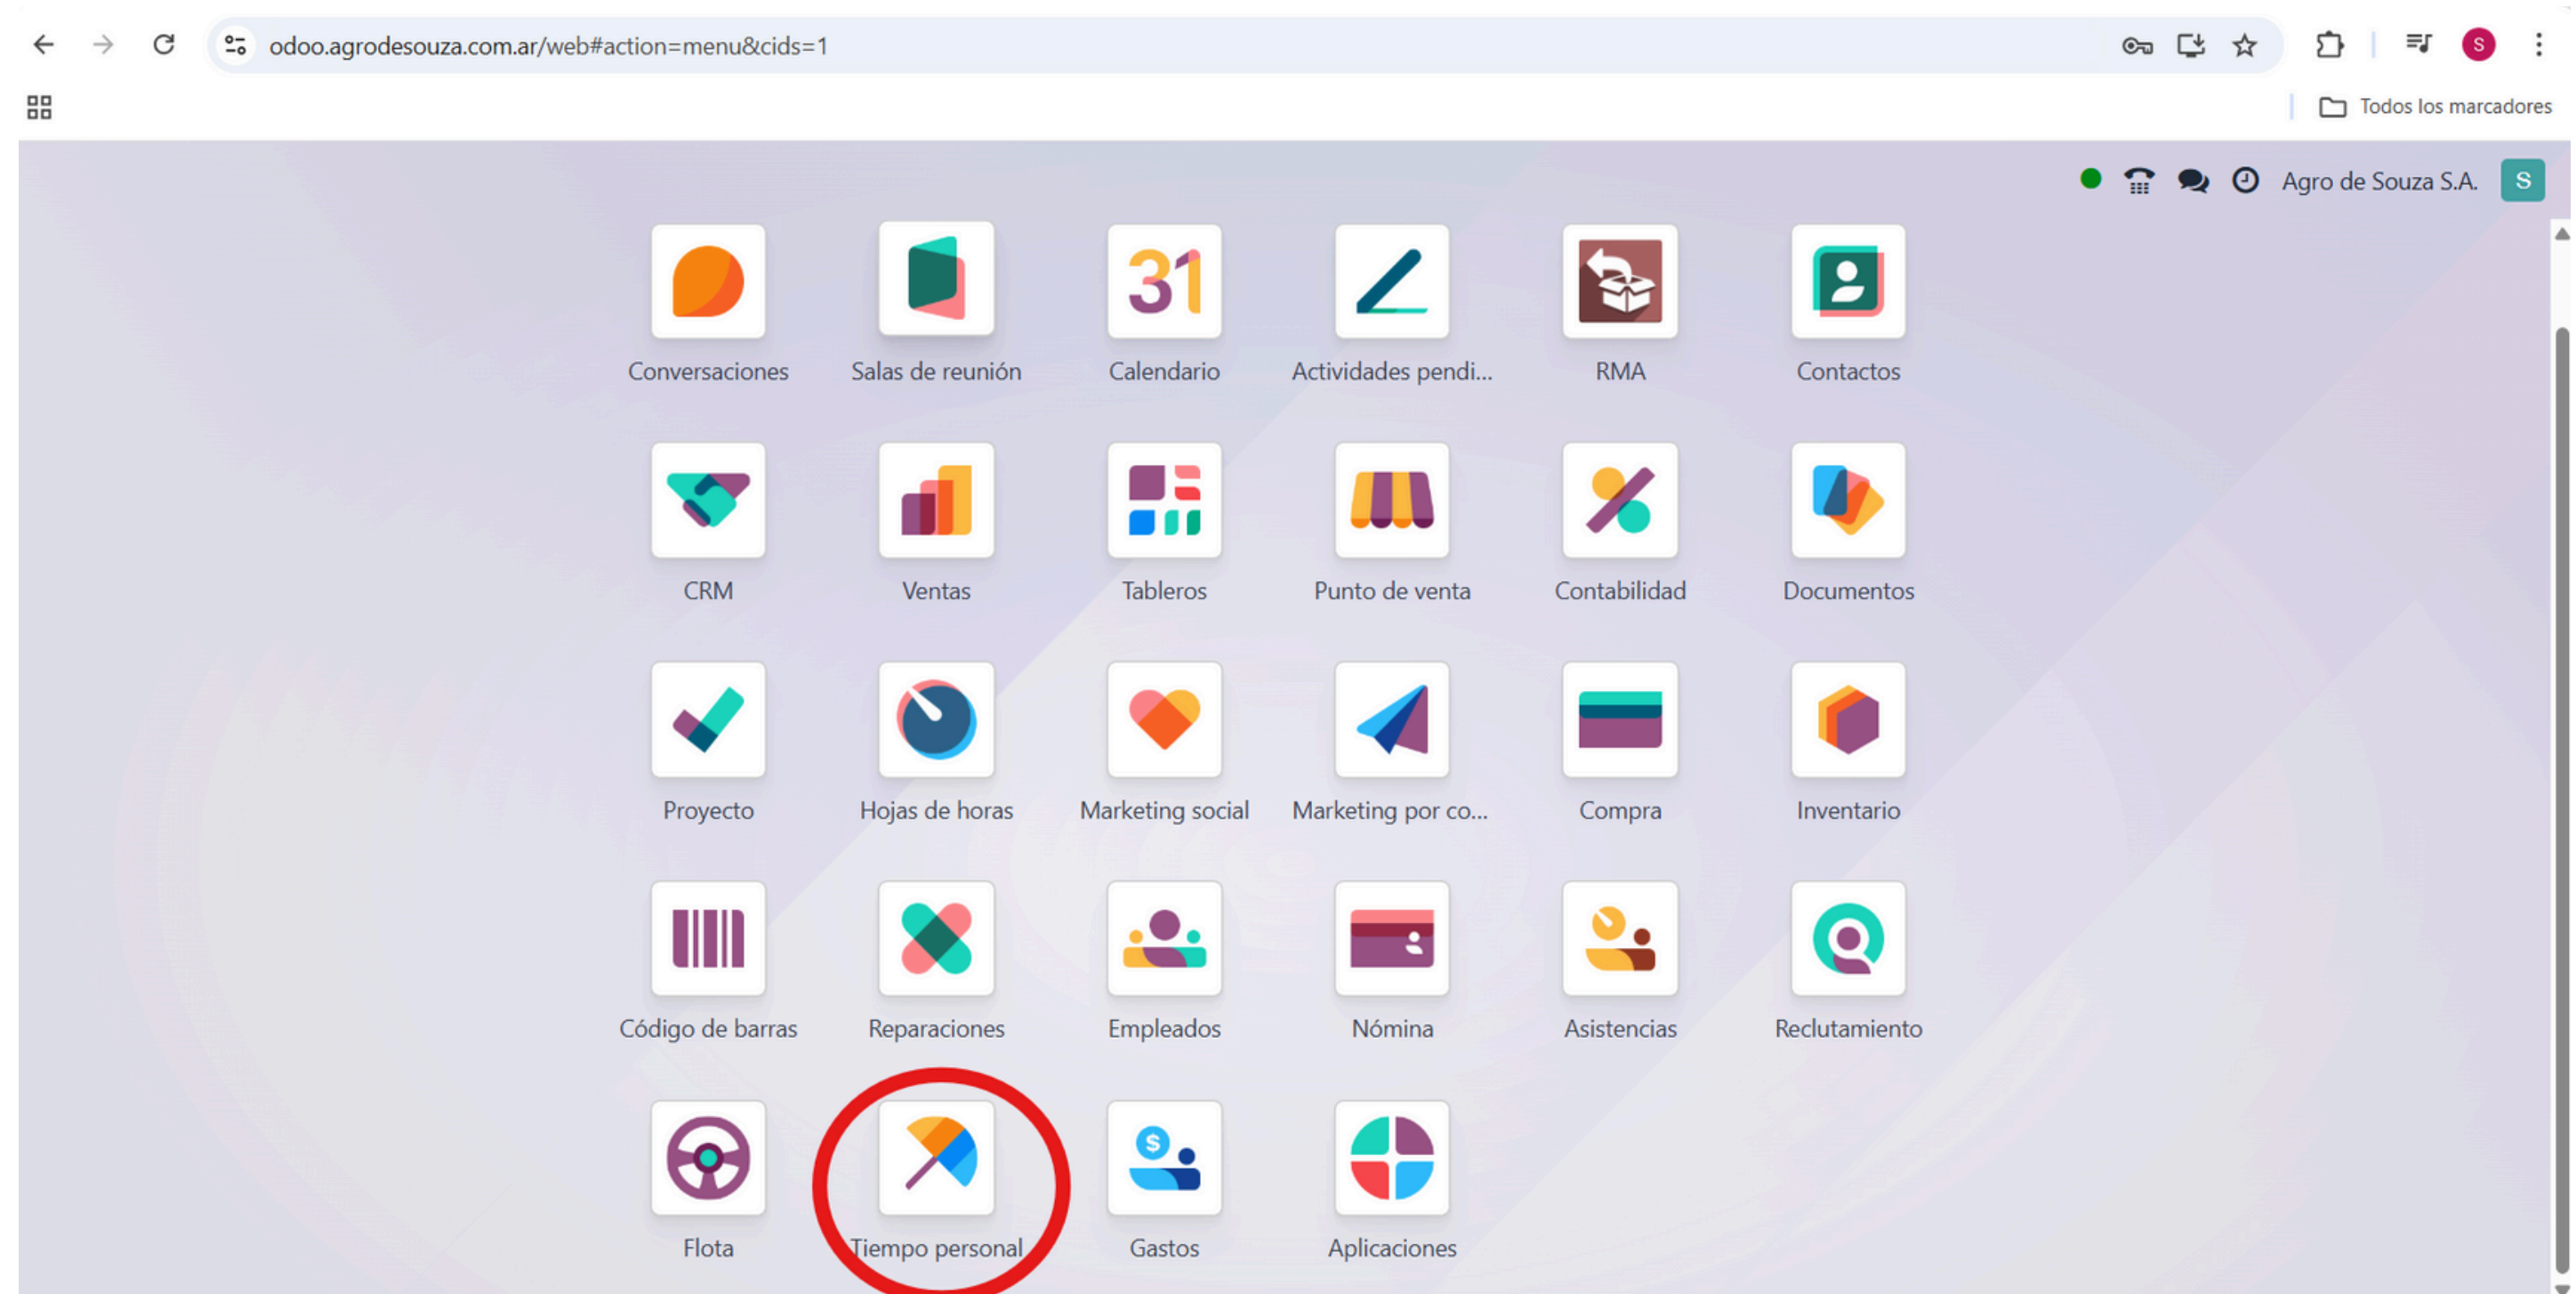 odoo.agrodesouza.com.ar/web#action=menu&cids=1
S
Todos los marcadores
Agro de Souza S.A. S
31
Conversaciones Salas de reunión Calendario Actividades pendi... RMA Contactos
CRM Ventas Tableros Punto de venta Contabilidad Documentos
Proyecto Hojas de horas Marketing social Marketing por co... Compra Inventario
Código de barras Reparaciones Empleados Nómina Asistencias Reclutamiento
$
Flota Tiempo personal Gastos Aplicaciones